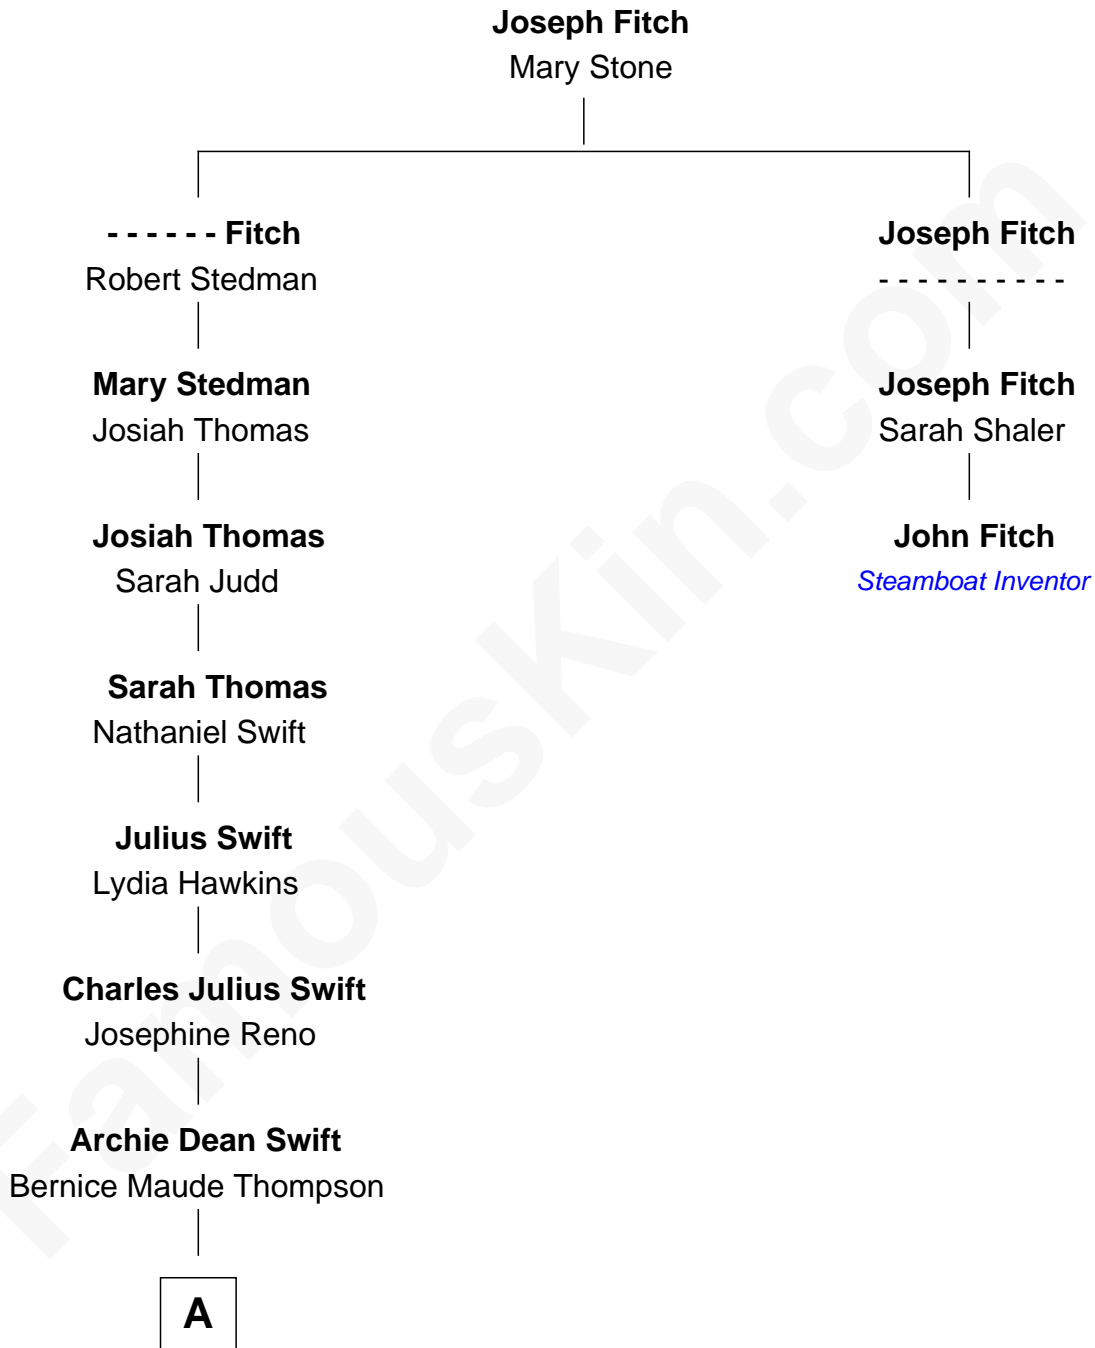 Joseph Fitch
Mary Stone
- - - - - - Fitch
Robert Stedman
Joseph Fitch
- - - - - - - - - -
Mary Stedman
Josiah Thomas
Joseph Fitch
Sarah Shaler
Josiah Thomas
Sarah Judd
John Fitch
Steamboat Inventor
Sarah Thomas
Nathaniel Swift
Julius Swift
Lydia Hawkins
Charles Julius Swift
Josephine Reno
Archie Dean Swift
Bernice Maude Thompson
A
FamousKin.com